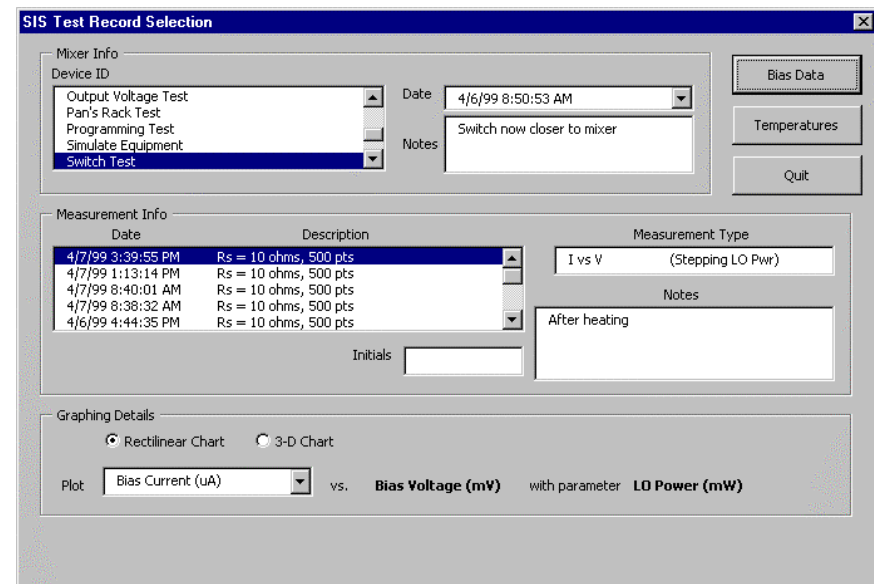 SIS Test Record Selection
Mixer Info
Device ID
Output Voltage Test
Pan's Rack Test
Programming Test
Simulate Equipment
Switch Test
Date 4/6/99 8:50:53 AM
Notes Switch now closer to mixer
Bias Data
Temperatures
Quit
Measurement Info
Date Description
4/7/99 3:39:55 PM Rs = 10 ohms, 500 pts
4/7/99 1:13:14 PM Rs = 10 ohms, 500 pts
4/7/99 8:40:01 AM Rs = 10 ohms, 500 pts
4/7/99 8:38:32 AM Rs = 10 ohms, 500 pts
4/6/99 4:44:35 PM Rs = 10 ohms, 500 pts
Initials
Measurement Type
I vs V (Stepping LO Pwr)
Notes
After heating
Graphing Details
Rectilinear Chart 3-D Chart
Plot Bias Current (uA) vs. Bias Voltage (mV) with parameter LO Power (mW)